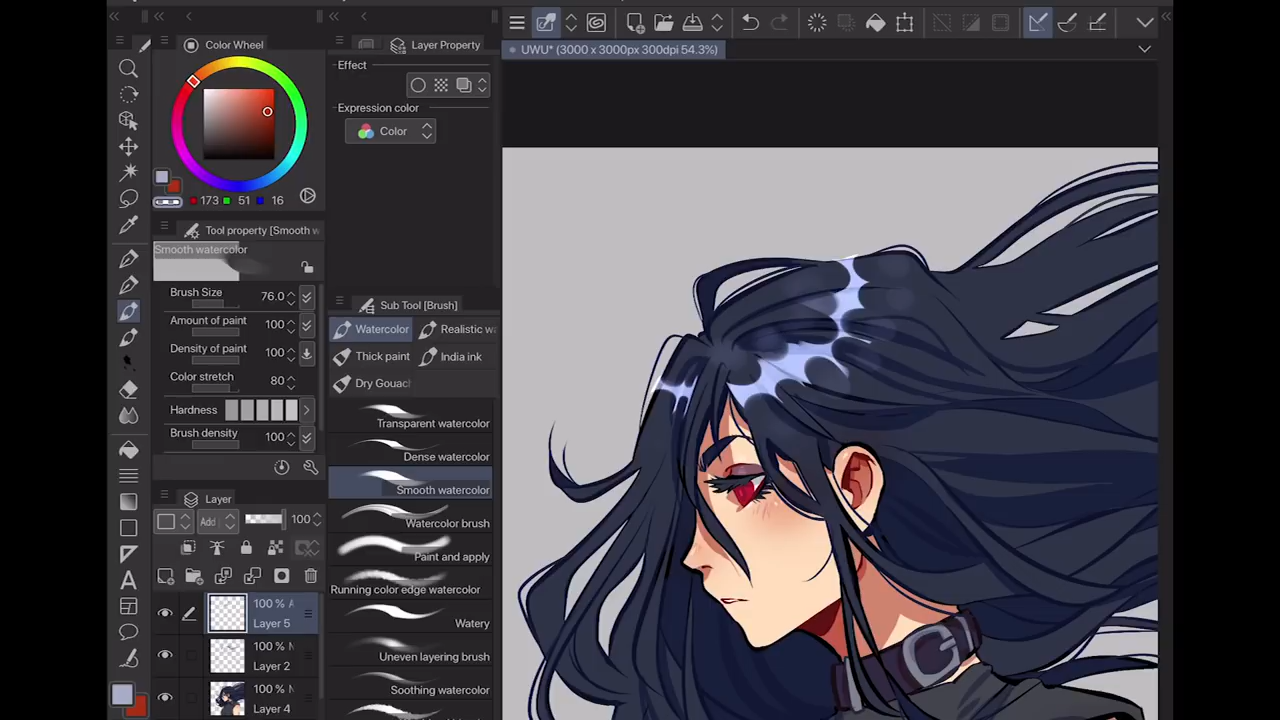 Color Wheel
173 51 16
Tool property [Smooth w
Smooth watercolor
Brush Size 76.0
Amount of paint 100
Density of paint 100
Color stretch 80
Hardness
Brush density 100
Layer
Add 100
100 % A
Layer 5
100 % N
Layer 2
100 % N
Layer 4
Layer Property
Effect
Expression color
Color
Sub Tool [Brush]
Watercolor Realistic wa
Thick paint India ink
Dry Gouach
Transparent watercolor
Dense watercolor
Smooth watercolor
Watercolor brush
Paint and apply
Running color edge watercolor
Watery
Uneven layering brush
Soothing watercolor
UWU* (3000 x 3000px 300dpi 54.3%)